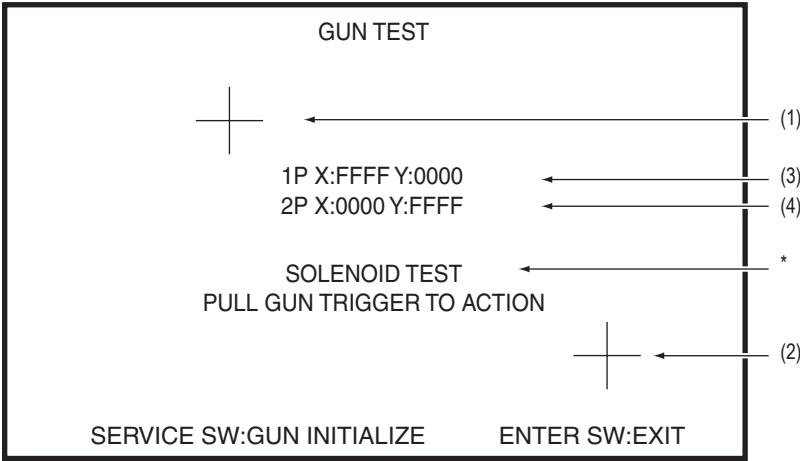 GUN TEST
(1)
1P X:FFFF Y:0000 (3)
2P X:0000 Y:FFFF (4)
SOLENOID TEST *
PULL GUN TRIGGER TO ACTION
(2)
SERVICE SW:GUN INITIALIZE ENTER SW:EXIT